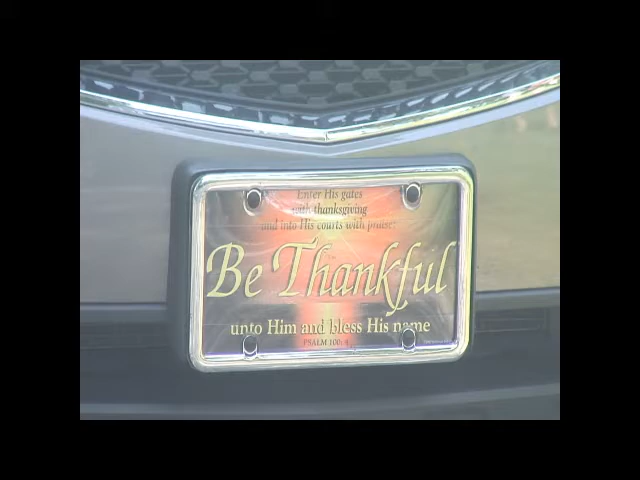 Enter His gates
with thanksgiving
and into His courts with praise:
Be Thankful
unto Him and bless His name
PSALM 100:4